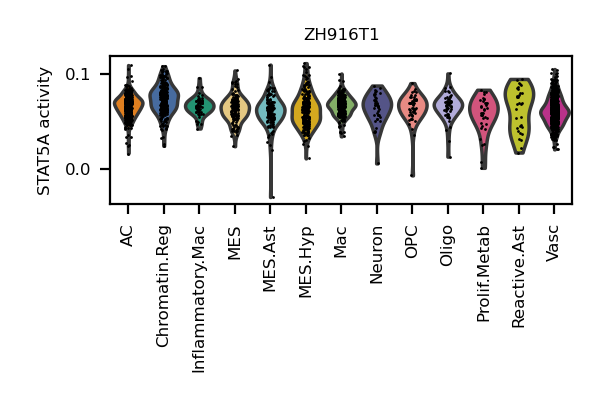 ZH916T1
STAT5A activity
0.1
0.0
AC
Chromatin.Reg
Inflammatory.Mac
MES
MES.Ast
MES.Hyp
Mac
Neuron
OPC
Oligo
Prolif.Metab
Reactive.Ast
Vasc